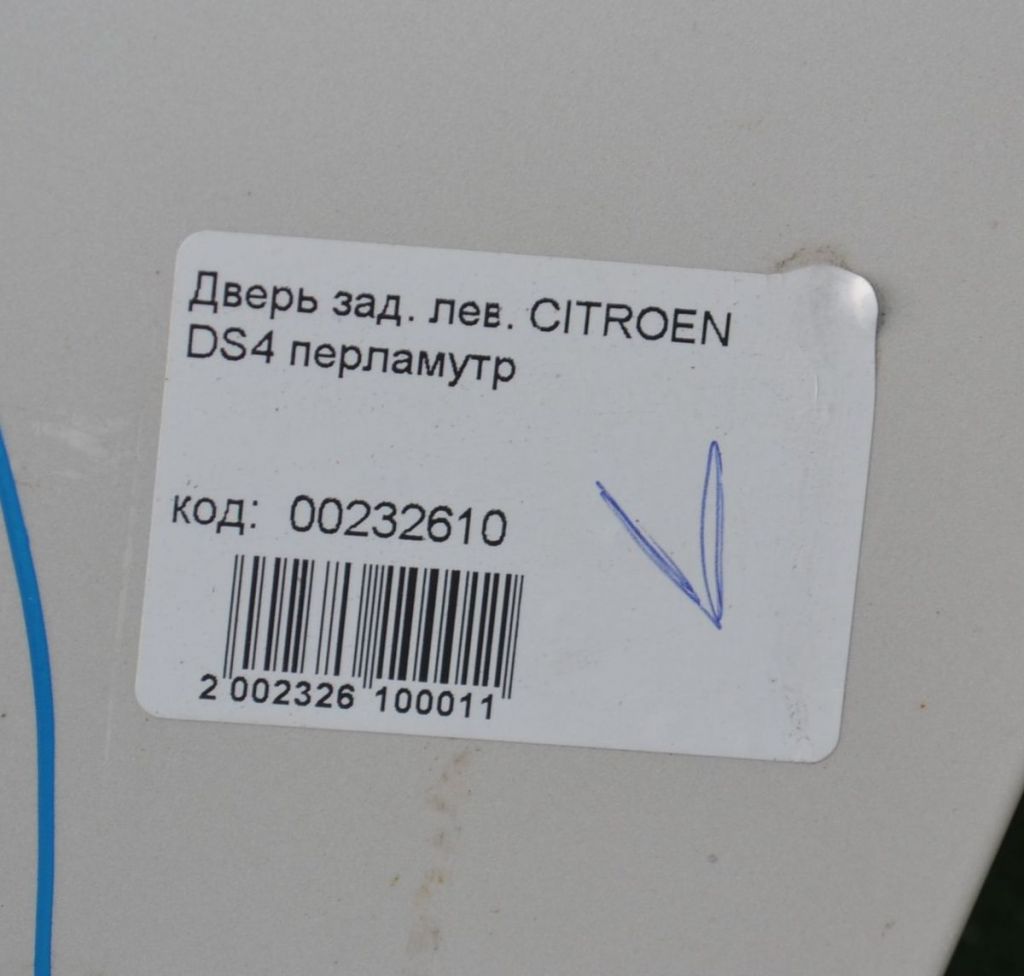 Дверь зад. лев. CITROEN
DS4 перламутр
код: 00232610
2 002326 100011